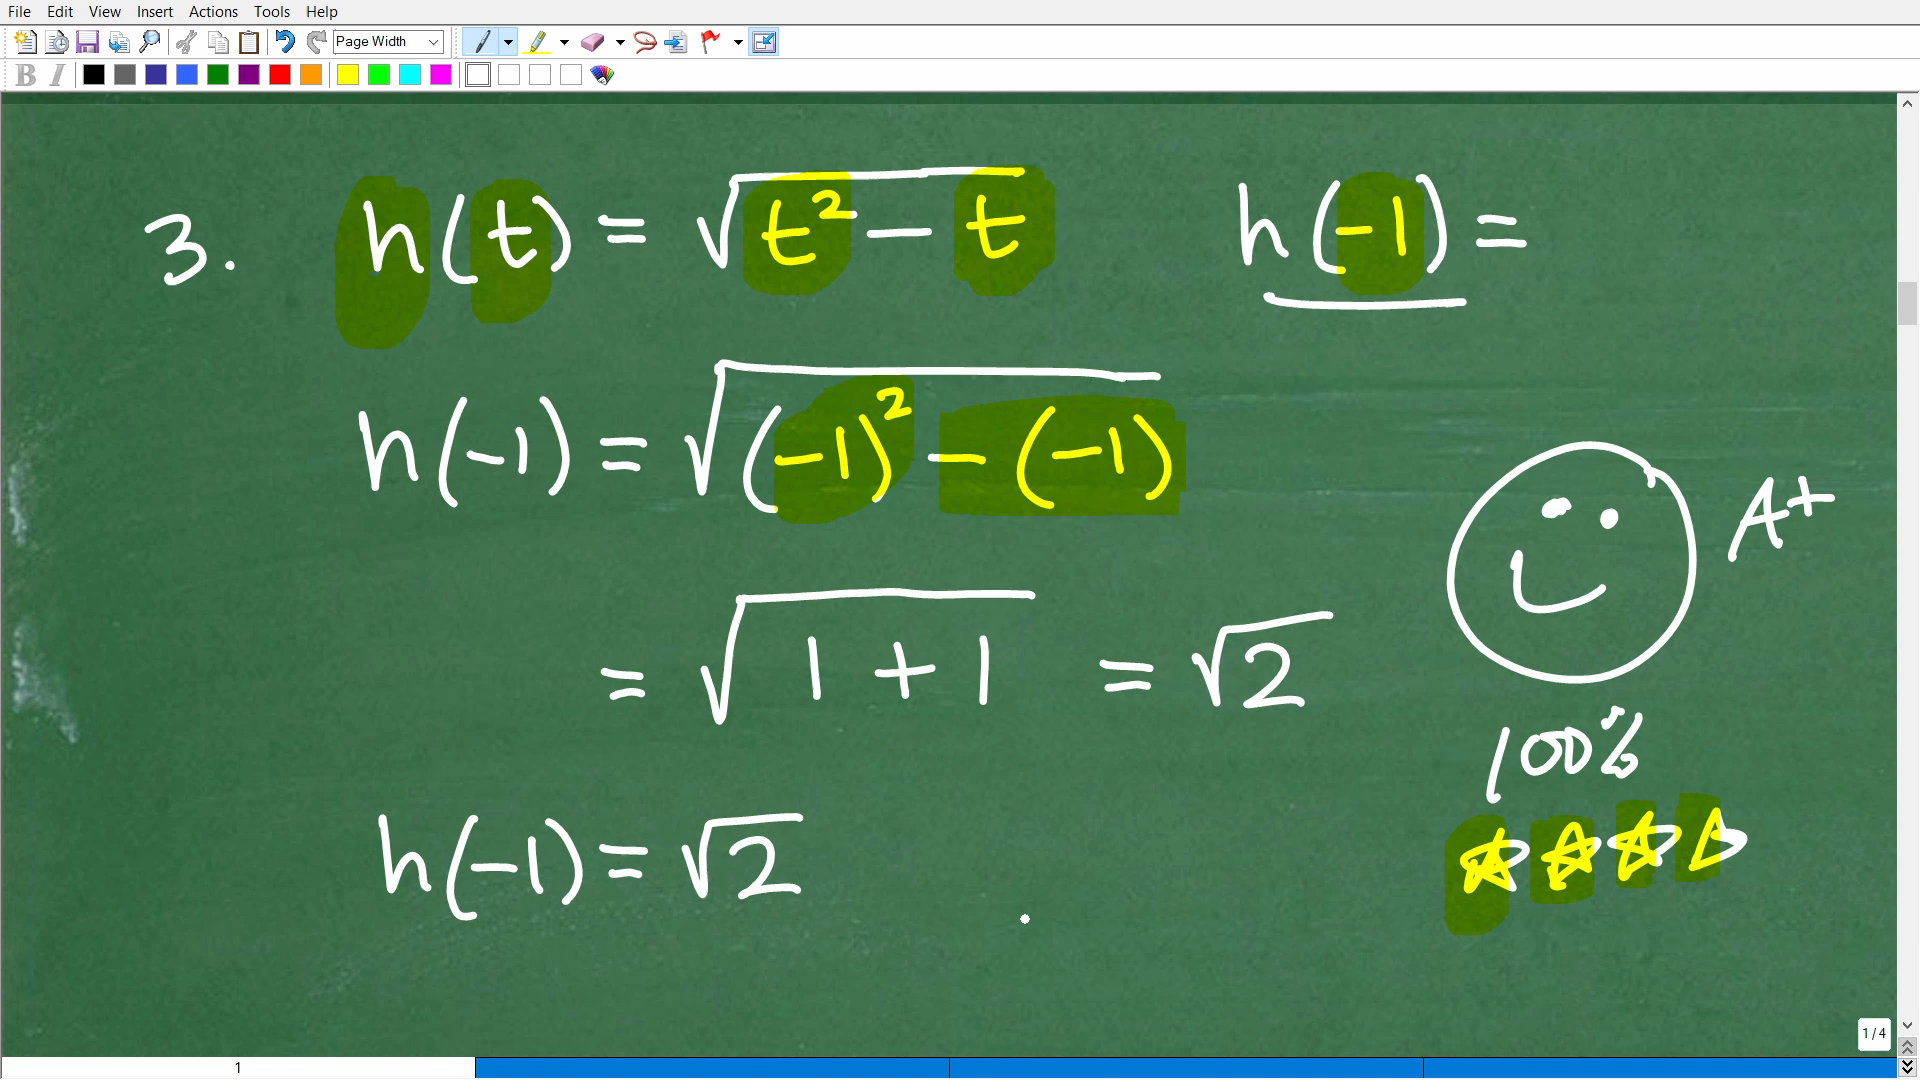 File Edit View Insert Actions Tools Help
Page Width
B I
3. h(t) = √(t² − t) h(-1) =
h(-1) = √((-1)² − (-1))
= √(1 + 1) = √2
A+
100%
h(-1) = √2
1 / 4
1